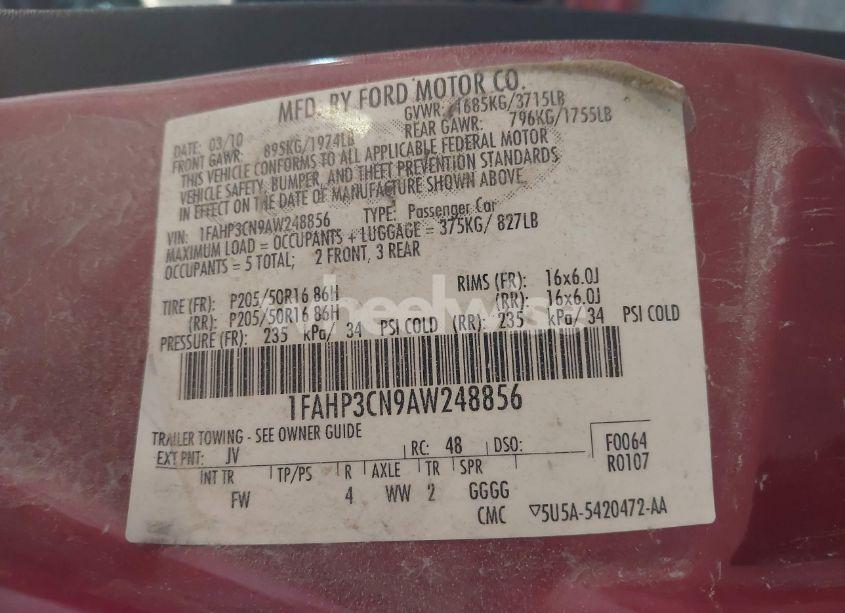 MFD. BY FORD MOTOR CO.
DATE: 03/10 GVWR: 1685KG/3715LB
FRONT GAWR: 895KG/1974LB REAR GAWR: 796KG/1755LB
THIS VEHICLE CONFORMS TO ALL APPLICABLE FEDERAL MOTOR
VEHICLE SAFETY, BUMPER, AND THEFT PREVENTION STANDARDS
IN EFFECT ON THE DATE OF MANUFACTURE SHOWN ABOVE.
VIN: 1FAHP3CN9AW248856 TYPE: Passenger Car
MAXIMUM LOAD = OCCUPANTS + LUGGAGE = 375KG/ 827LB
OCCUPANTS = 5 TOTAL; 2 FRONT, 3 REAR
TIRE (FR): P205/50R16 86H RIMS (FR): 16x6.0J
(RR): P205/50R16 86H (RR): 16x6.0J
PRESSURE (FR): 235 kPa/ 34 PSI COLD (RR): 235 kPa/ 34 PSI COLD
wheelwise
1FAHP3CN9AW248856
TRAILER TOWING - SEE OWNER GUIDE
EXT PNT: JV RC: 48 DSO: F0064
R0107
INT TR TP/PS R AXLE TR SPR
FW 4 WW 2 GGGG
CMC ▽5U5A-5420472-AA